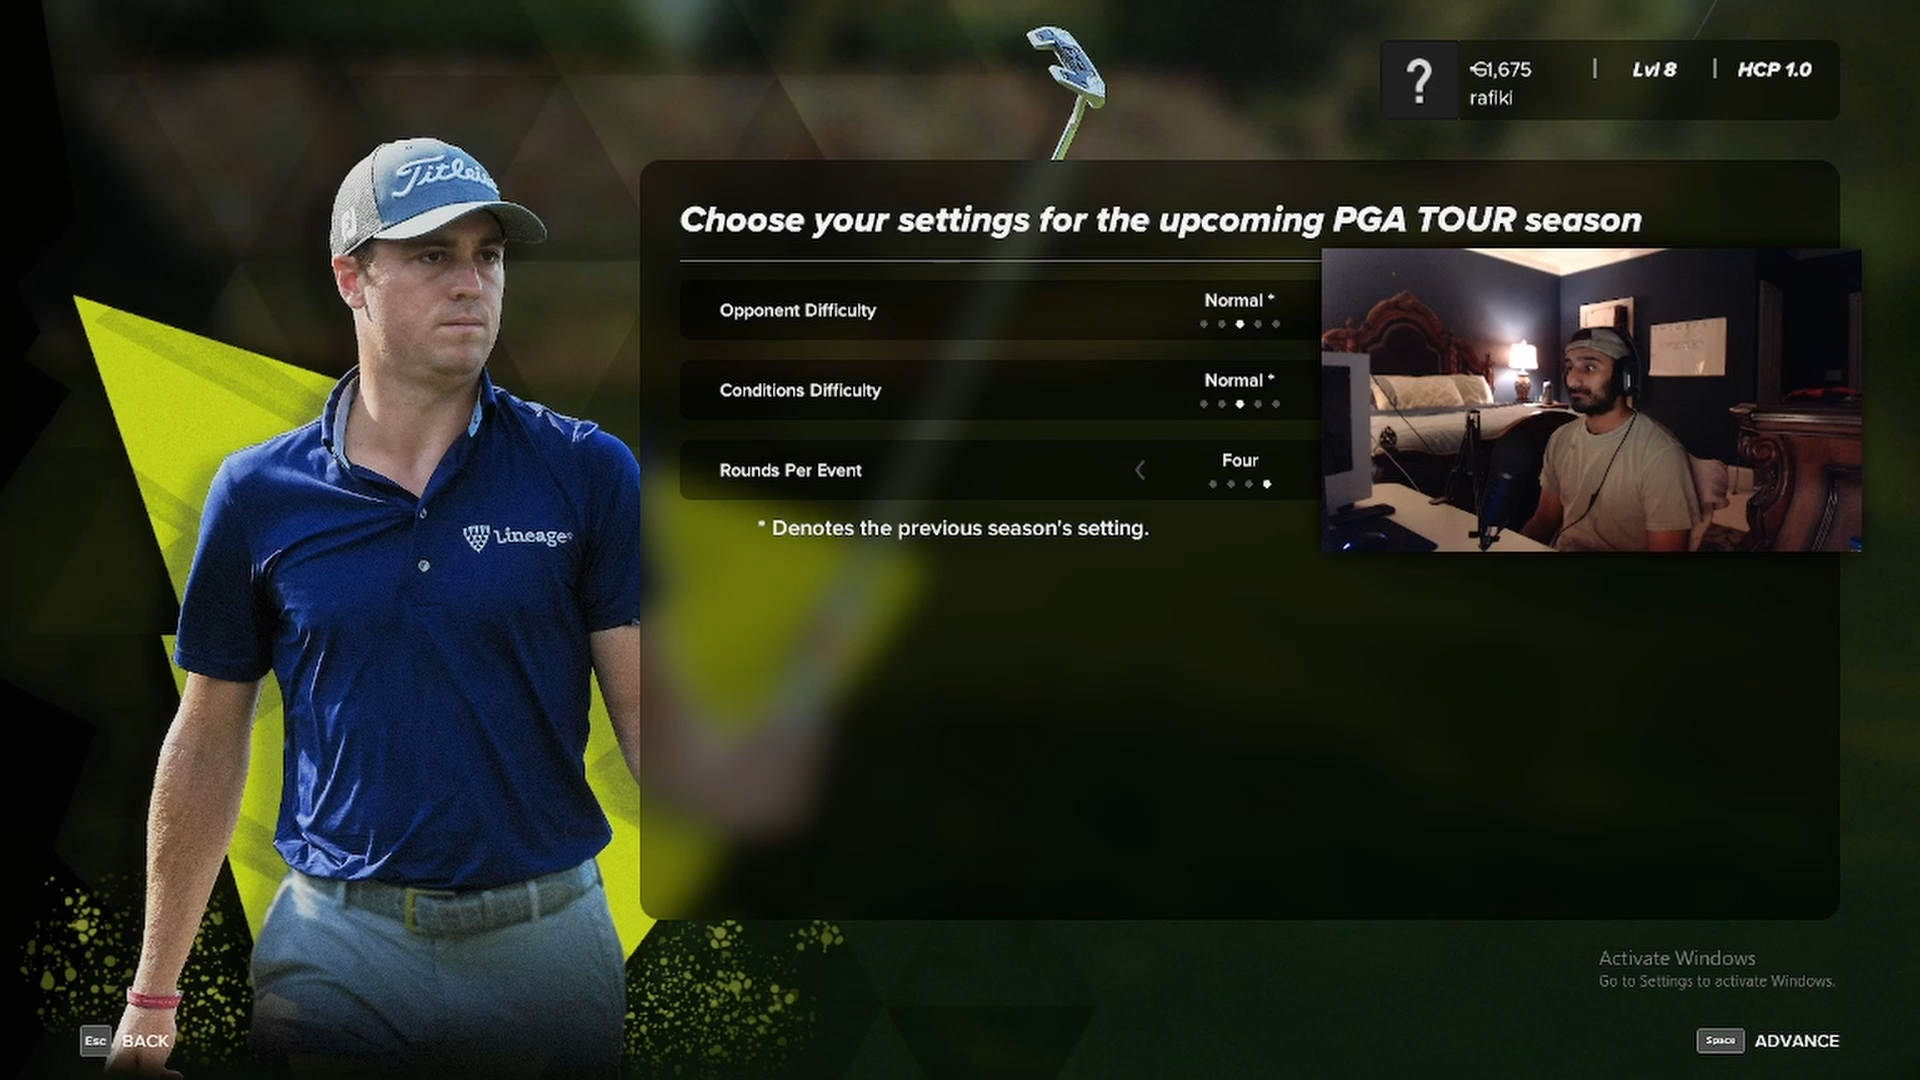 1,675 | Lvl 8 | HCP 1.0
rafiki
Titleist
Choose your settings for the upcoming PGA TOUR season
Opponent Difficulty
Normal *
Conditions Difficulty
Normal *
Rounds Per Event
Four
* Denotes the previous season's setting.
Lineage
Activate Windows
Go to Settings to activate Windows.
Esc BACK
Space ADVANCE